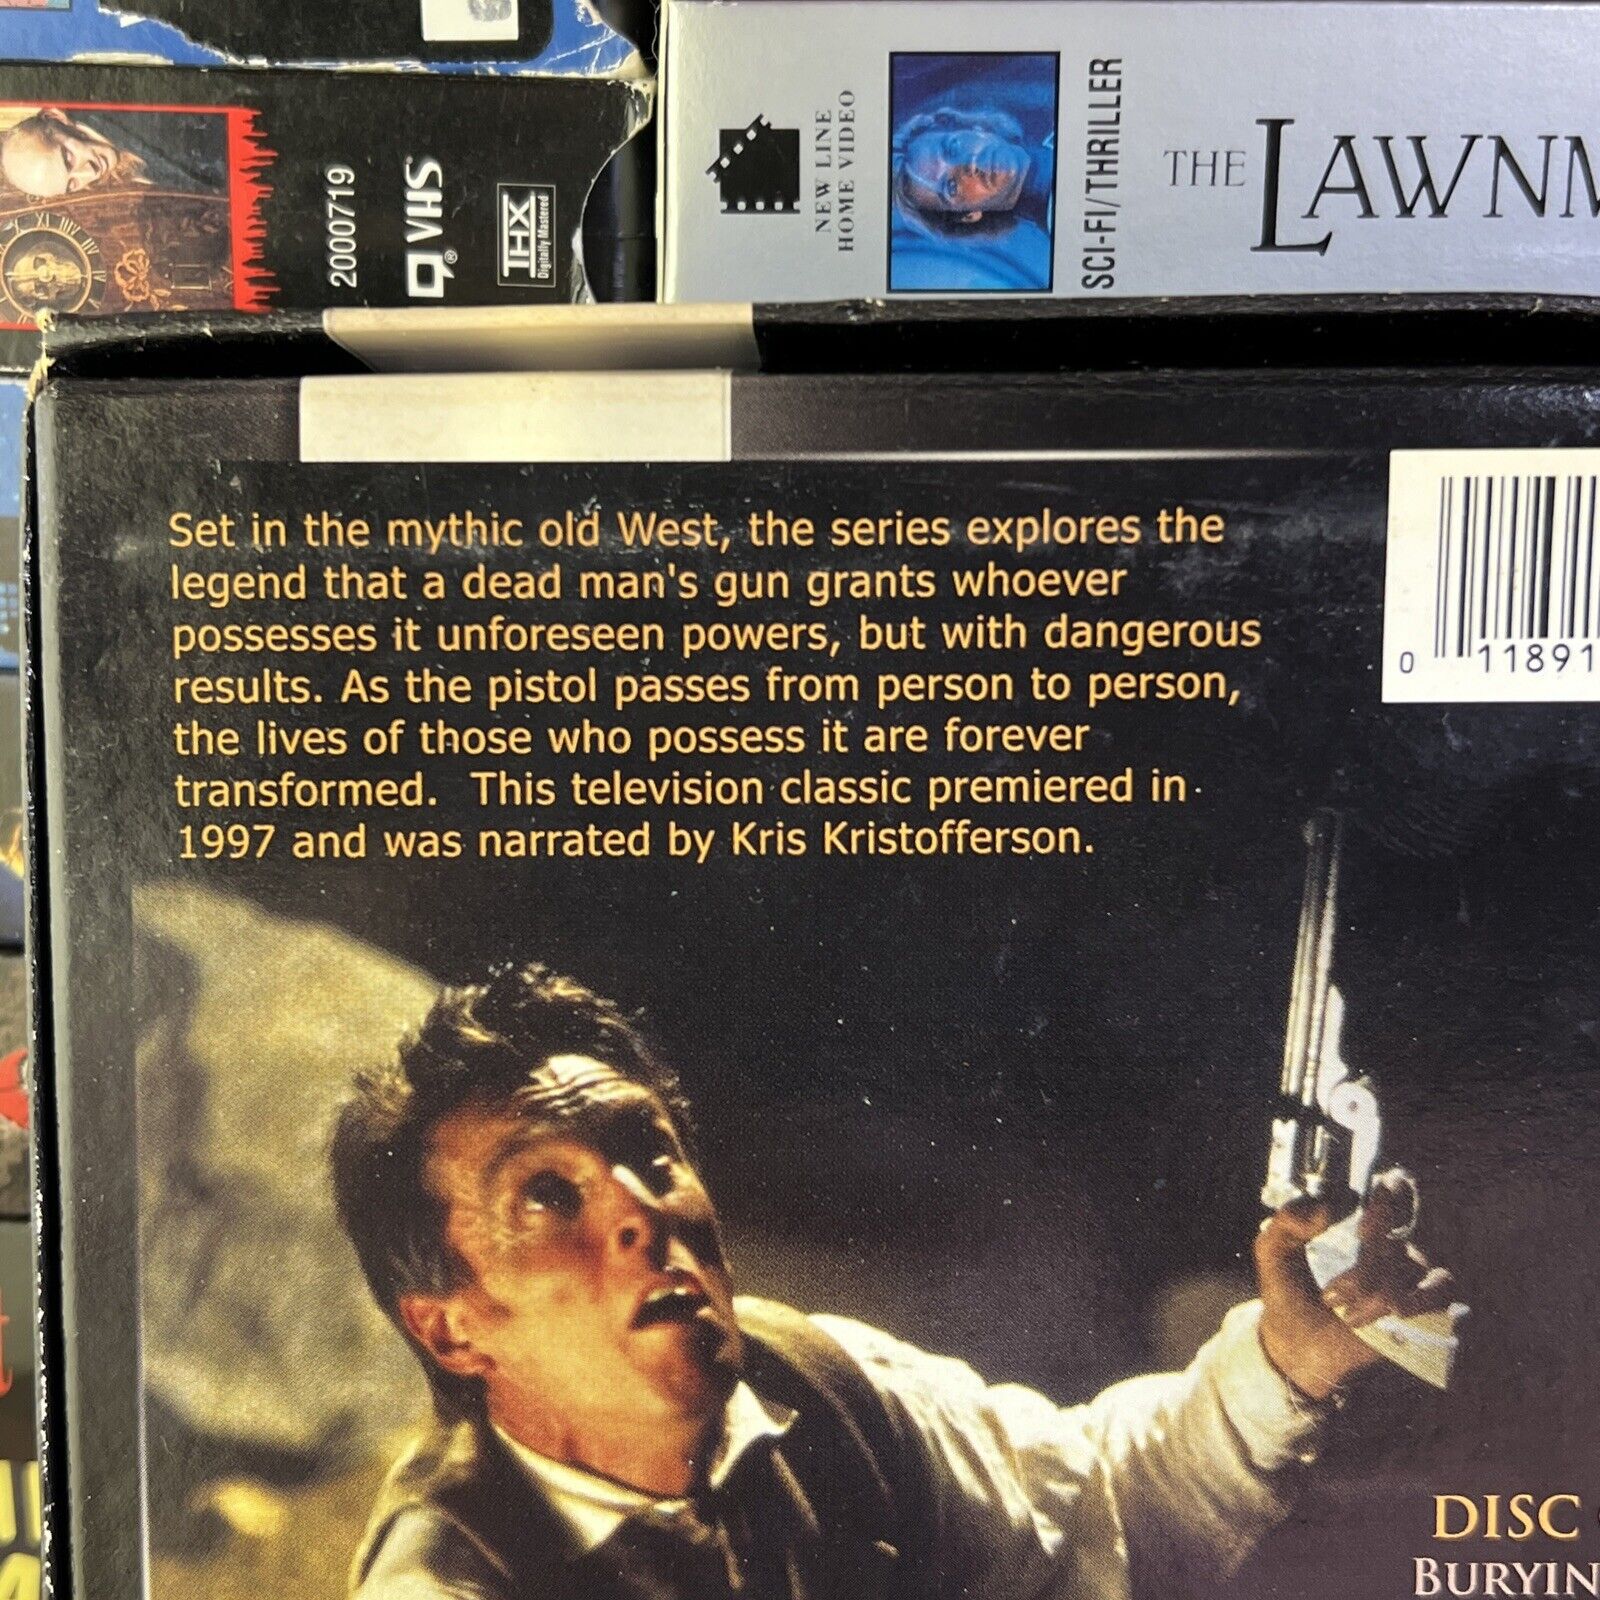 2000719
VHS
THX
Digitally Mastered
NEW LINE
HOME VIDEO
SCI-FI/THRILLER
THE LAWNM
Set in the mythic old West, the series explores the
legend that a dead man's gun grants whoever
possesses it unforeseen powers, but with dangerous
results. As the pistol passes from person to person,
the lives of those who possess it are forever
transformed. This television classic premiered in
1997 and was narrated by Kris Kristofferson.
0 11891
DISC
BURYIN